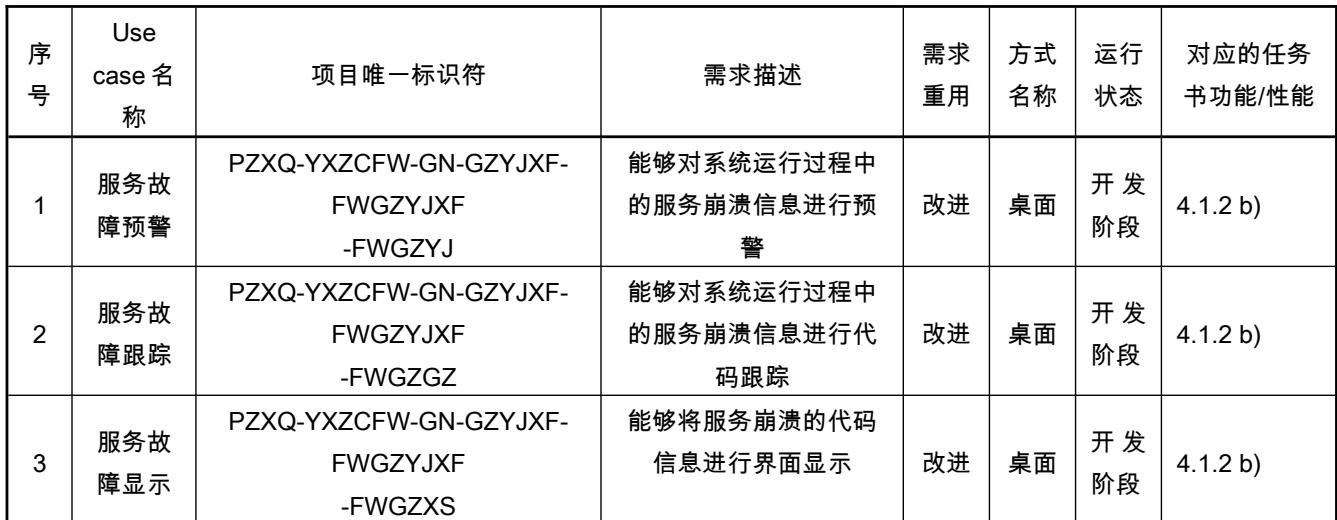 序号
Use case 名称
项目唯一标识符
需求描述
需求重用
方式名称
运行状态
对应的任务书功能/性能
1
服务故
障预警
PZXQ-YXZCFW-GN-GZYJXF-
FWGZYJXF
-FWGZYJ
能够对系统运行过程中
的服务崩溃信息进行预
警
改进
桌面
开 发
阶段
4.1.2 b)
2
服务故
障跟踪
PZXQ-YXZCFW-GN-GZYJXF-
FWGZYJXF
-FWGZGZ
能够对系统运行过程中
的服务崩溃信息进行代
码跟踪
改进
桌面
开 发
阶段
4.1.2 b)
3
服务故
障显示
PZXQ-YXZCFW-GN-GZYJXF-
FWGZYJXF
-FWGZXS
能够将服务崩溃的代码
信息进行界面显示
改进
桌面
开 发
阶段
4.1.2 b)